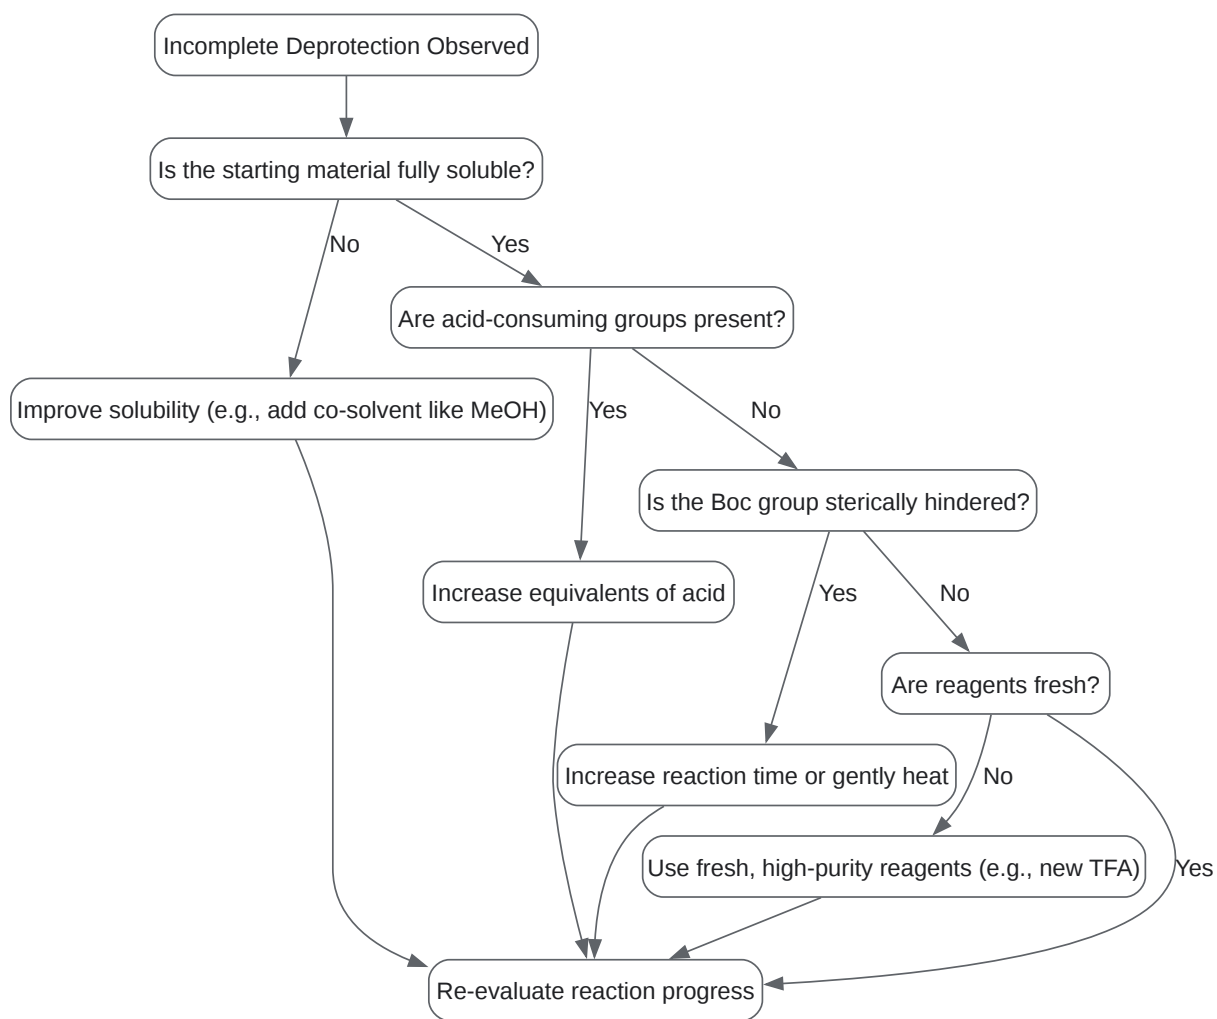 Incomplete Deprotection Observed
Is the starting material fully soluble?
No
Yes
Are acid-consuming groups present?
Improve solubility (e.g., add co-solvent like MeOH)
Yes
No
Is the Boc group sterically hindered?
Increase equivalents of acid
Yes
No
Are reagents fresh?
Increase reaction time or gently heat
No
Use fresh, high-purity reagents (e.g., new TFA)
Yes
Re-evaluate reaction progress